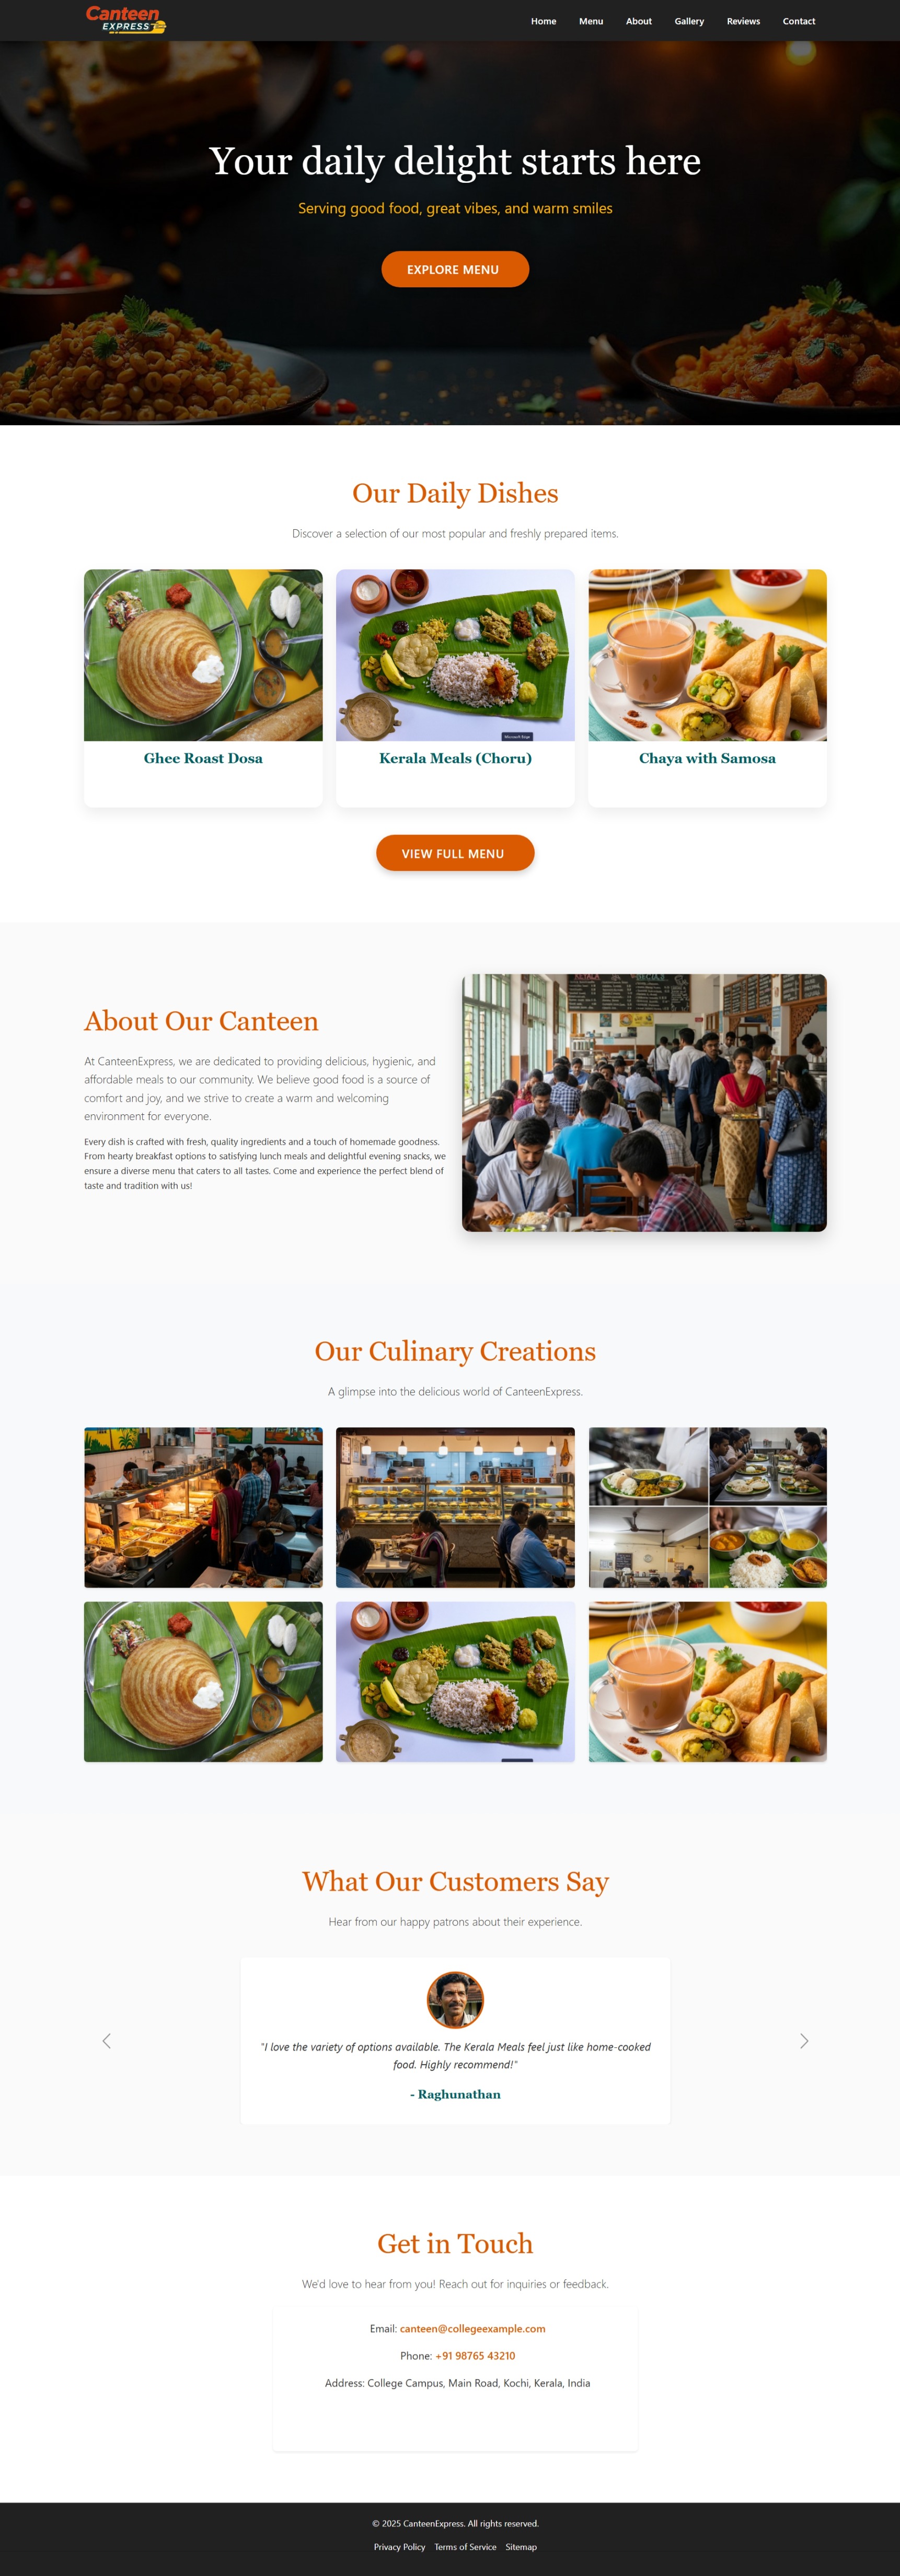 Canteen
EXPRESS
Home Menu About Gallery Reviews Contact
Your daily delight starts here
Serving good food, great vibes, and warm smiles
EXPLORE MENU
Our Daily Dishes
Discover a selection of our most popular and freshly prepared items.
Microsoft Edge
Ghee Roast Dosa
Kerala Meals (Choru)
Chaya with Samosa
VIEW FULL MENU
About Our Canteen
At CanteenExpress, we are dedicated to providing delicious, hygienic, and
affordable meals to our community. We believe good food is a source of
comfort and joy, and we strive to create a warm and welcoming
environment for everyone.
Every dish is crafted with fresh, quality ingredients and a touch of homemade goodness.
From hearty breakfast options to satisfying lunch meals and delightful evening snacks, we
ensure a diverse menu that caters to all tastes. Come and experience the perfect blend of
taste and tradition with us!
Our Culinary Creations
A glimpse into the delicious world of CanteenExpress.
What Our Customers Say
Hear from our happy patrons about their experience.
"I love the variety of options available. The Kerala Meals feel just like home-cooked
food. Highly recommend!"
- Raghunathan
Get in Touch
We'd love to hear from you! Reach out for inquiries or feedback.
Email: canteen@collegeexample.com
Phone: +91 98765 43210
Address: College Campus, Main Road, Kochi, Kerala, India
© 2025 CanteenExpress. All rights reserved.
Privacy Policy Terms of Service Sitemap